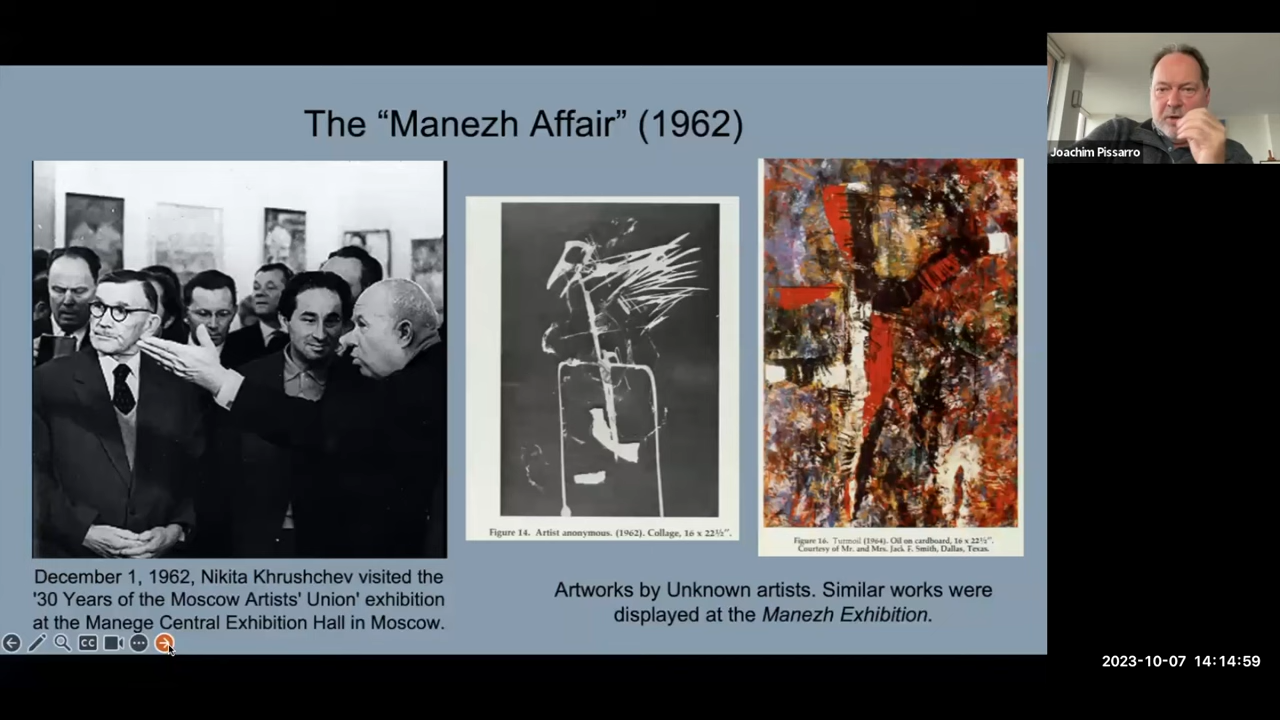 The “Manezh Affair” (1962)
Joachim Pissarro
Figure 14. Artist anonymous. (1962). Collage, 16 x 22½".
Figure 16. Turmoil (1964). Oil on cardboard, 16 x 22½".
Courtesy of Mr. and Mrs. Jack F. Smith, Dallas, Texas.
December 1, 1962, Nikita Khrushchev visited the
'30 Years of the Moscow Artists' Union' exhibition
at the Manege Central Exhibition Hall in Moscow.
Artworks by Unknown artists. Similar works were
displayed at the Manezh Exhibition.
CC
2023-10-07 14:14:59